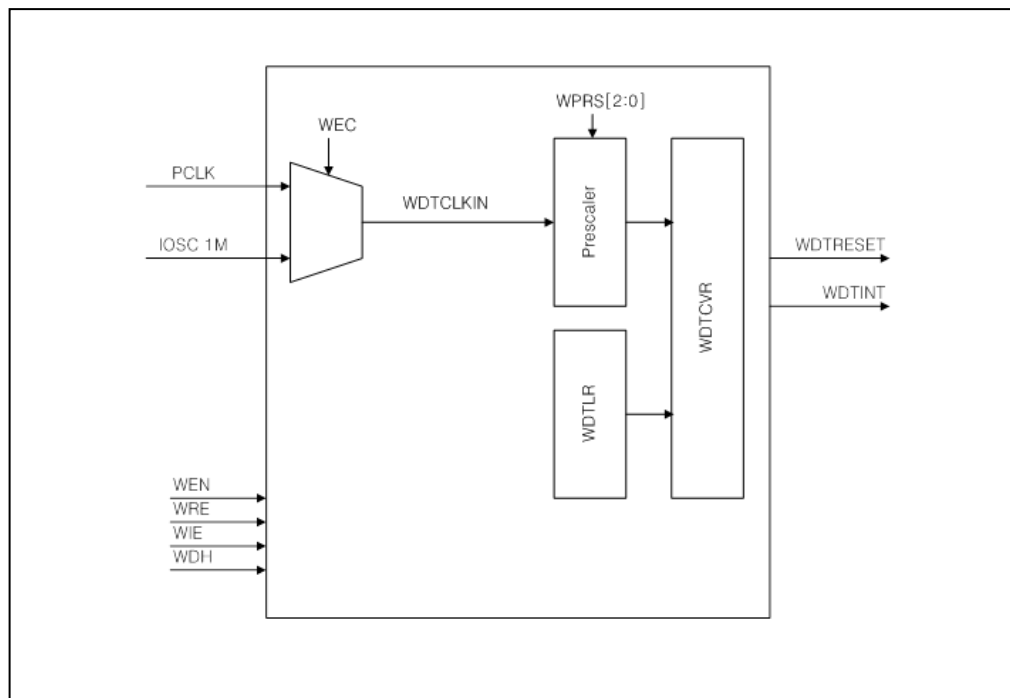 WPRS[2:0]
WEC
PCLK
WDTCLKIN
IOSC 1M
Prescaler
WDTCVR
WDTRESET
WDTINT
WDTLR
WEN
WRE
WIE
WDH